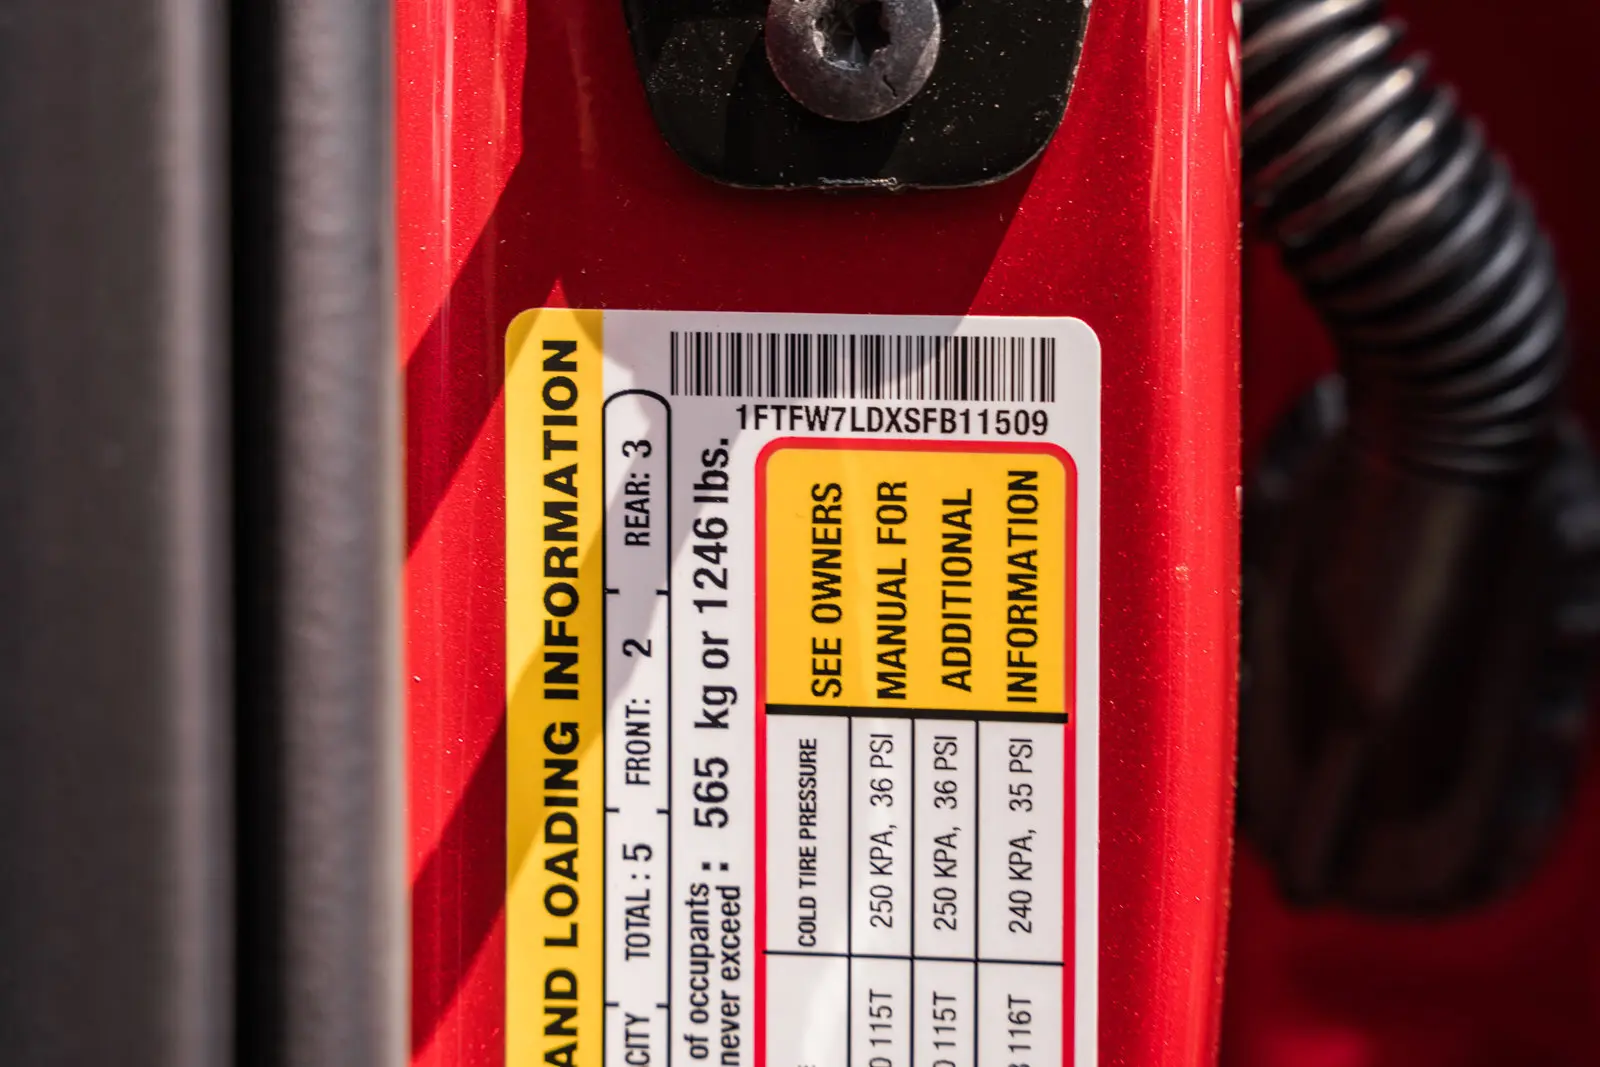 1FTFW7LDXSFB11509
AND LOADING INFORMATION
TOTAL : 5 FRONT: 2 REAR: 3
of occupants :
never exceed : 565 kg or 1246 lbs.
COLD TIRE PRESSURE
250 KPA, 36 PSI
250 KPA, 36 PSI
240 KPA, 35 PSI
115T
115T
116T
SEE OWNERS
MANUAL FOR
ADDITIONAL
INFORMATION